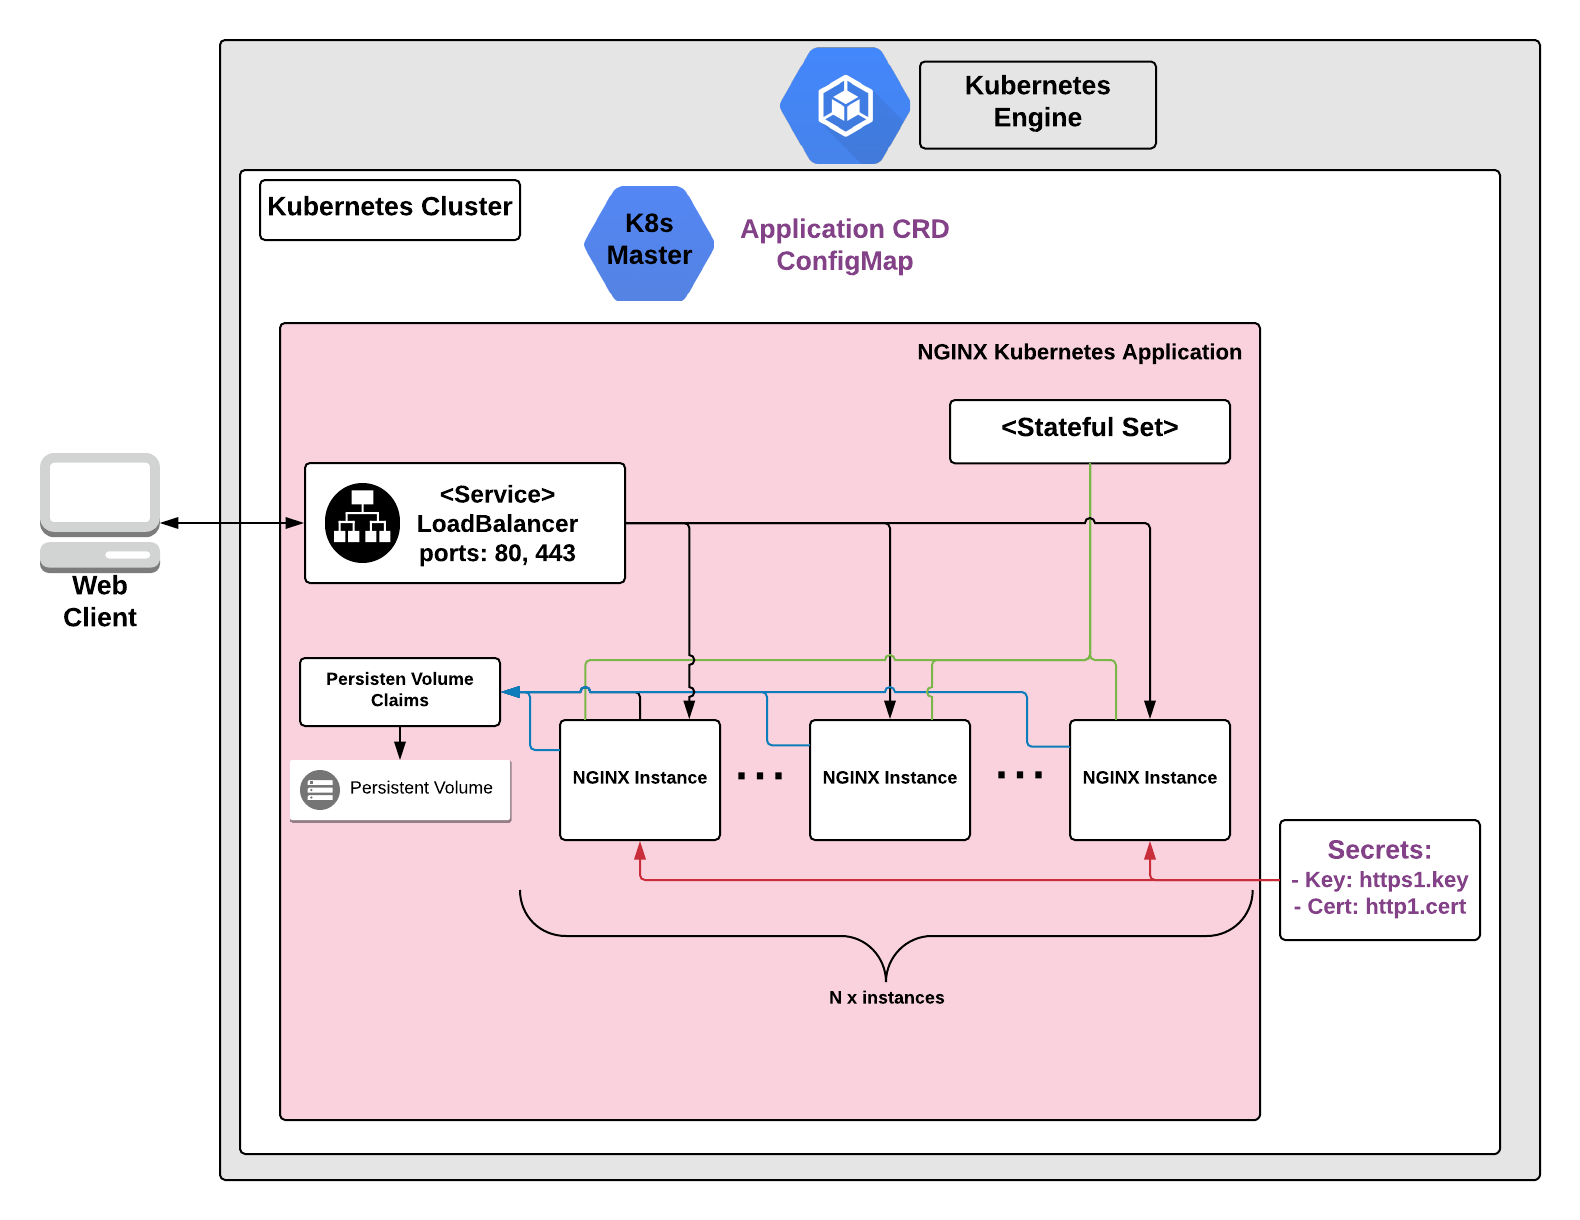 Kubernetes
Engine
Kubernetes Cluster
K8s
Master
Application CRD
ConfigMap
NGINX Kubernetes Application
<Stateful Set>
<Service>
LoadBalancer
ports: 80, 443
Web
Client
Persisten Volume
Claims
Persistent Volume
NGINX Instance
...
NGINX Instance
...
NGINX Instance
Secrets:
- Key: https1.key
- Cert: http1.cert
N x instances